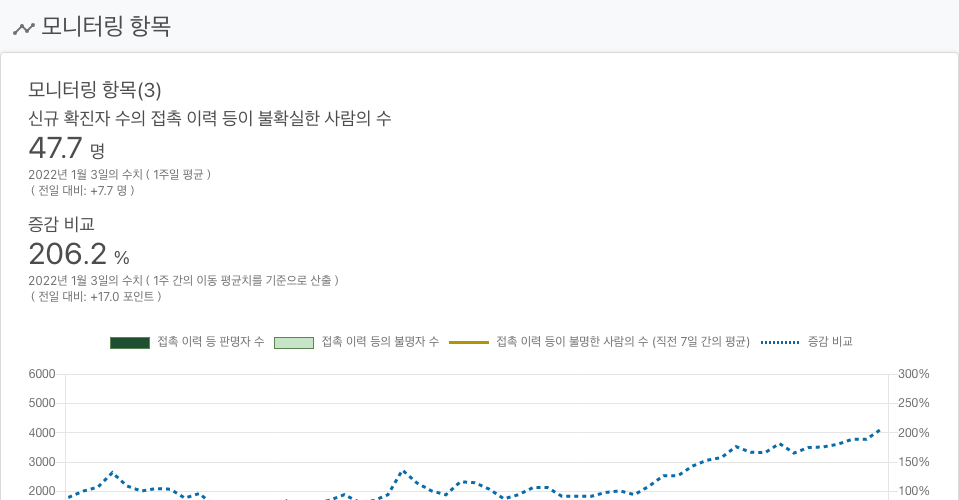 모니터링 항목
모니터링 항목(3)
신규 확진자 수의 접촉 이력 등이 불확실한 사람의 수
47.7 명
2022년 1월 3일의 수치 ( 1주일 평균 )
( 전일 대비: +7.7 명 )
증감 비교
206.2 %
2022년 1월 3일의 수치 ( 1주 간의 이동 평균치를 기준으로 산출 )
( 전일 대비: +17.0 포인트 )
접촉 이력 등 판명자 수 접촉 이력 등의 불명자 수 접촉 이력 등이 불명한 사람의 수 (직전 7일 간의 평균) 증감 비교
6000 300%
5000 250%
4000 200%
3000 150%
2000 100%